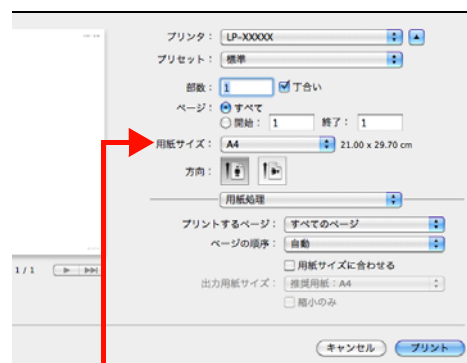 プリンタ： LP-XXXXX
プリセット： 標準
部数： 1 丁合い
ページ： すべて
開始： 1 終了： 1
用紙サイズ： A4 21.00 x 29.70 cm
方向：
用紙処理
プリントするページ： すべてのページ
ページの順序： 自動
用紙サイズに合わせる
1 / 1
出力用紙サイズ： 推奨用紙：A4
縮小のみ
キャンセル プリント